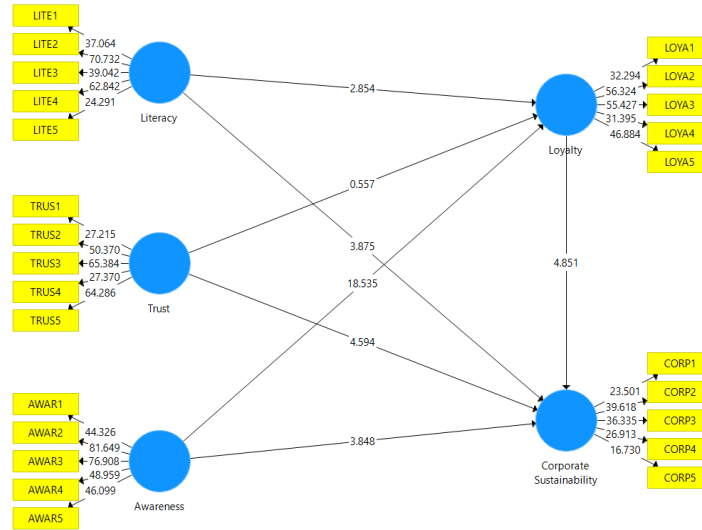 LITE1
LITE2
LITE3
LITE4
LITE5
37.064
70.732
39.042
62.842
24.291
Literacy
TRUS1
TRUS2
TRUS3
TRUS4
TRUS5
27.215
50.370
65.384
27.370
64.286
Trust
AWAR1
AWAR2
AWAR3
AWAR4
AWAR5
44.326
81.649
76.908
48.959
46.099
Awareness
2.854
0.557
3.875
18.535
4.594
3.848
4.851
LOYA1
LOYA2
LOYA3
LOYA4
LOYA5
32.294
56.324
55.427
31.395
46.884
Loyalty
CORP1
CORP2
CORP3
CORP4
CORP5
23.501
39.618
36.335
26.913
16.730
Corporate
Sustainability